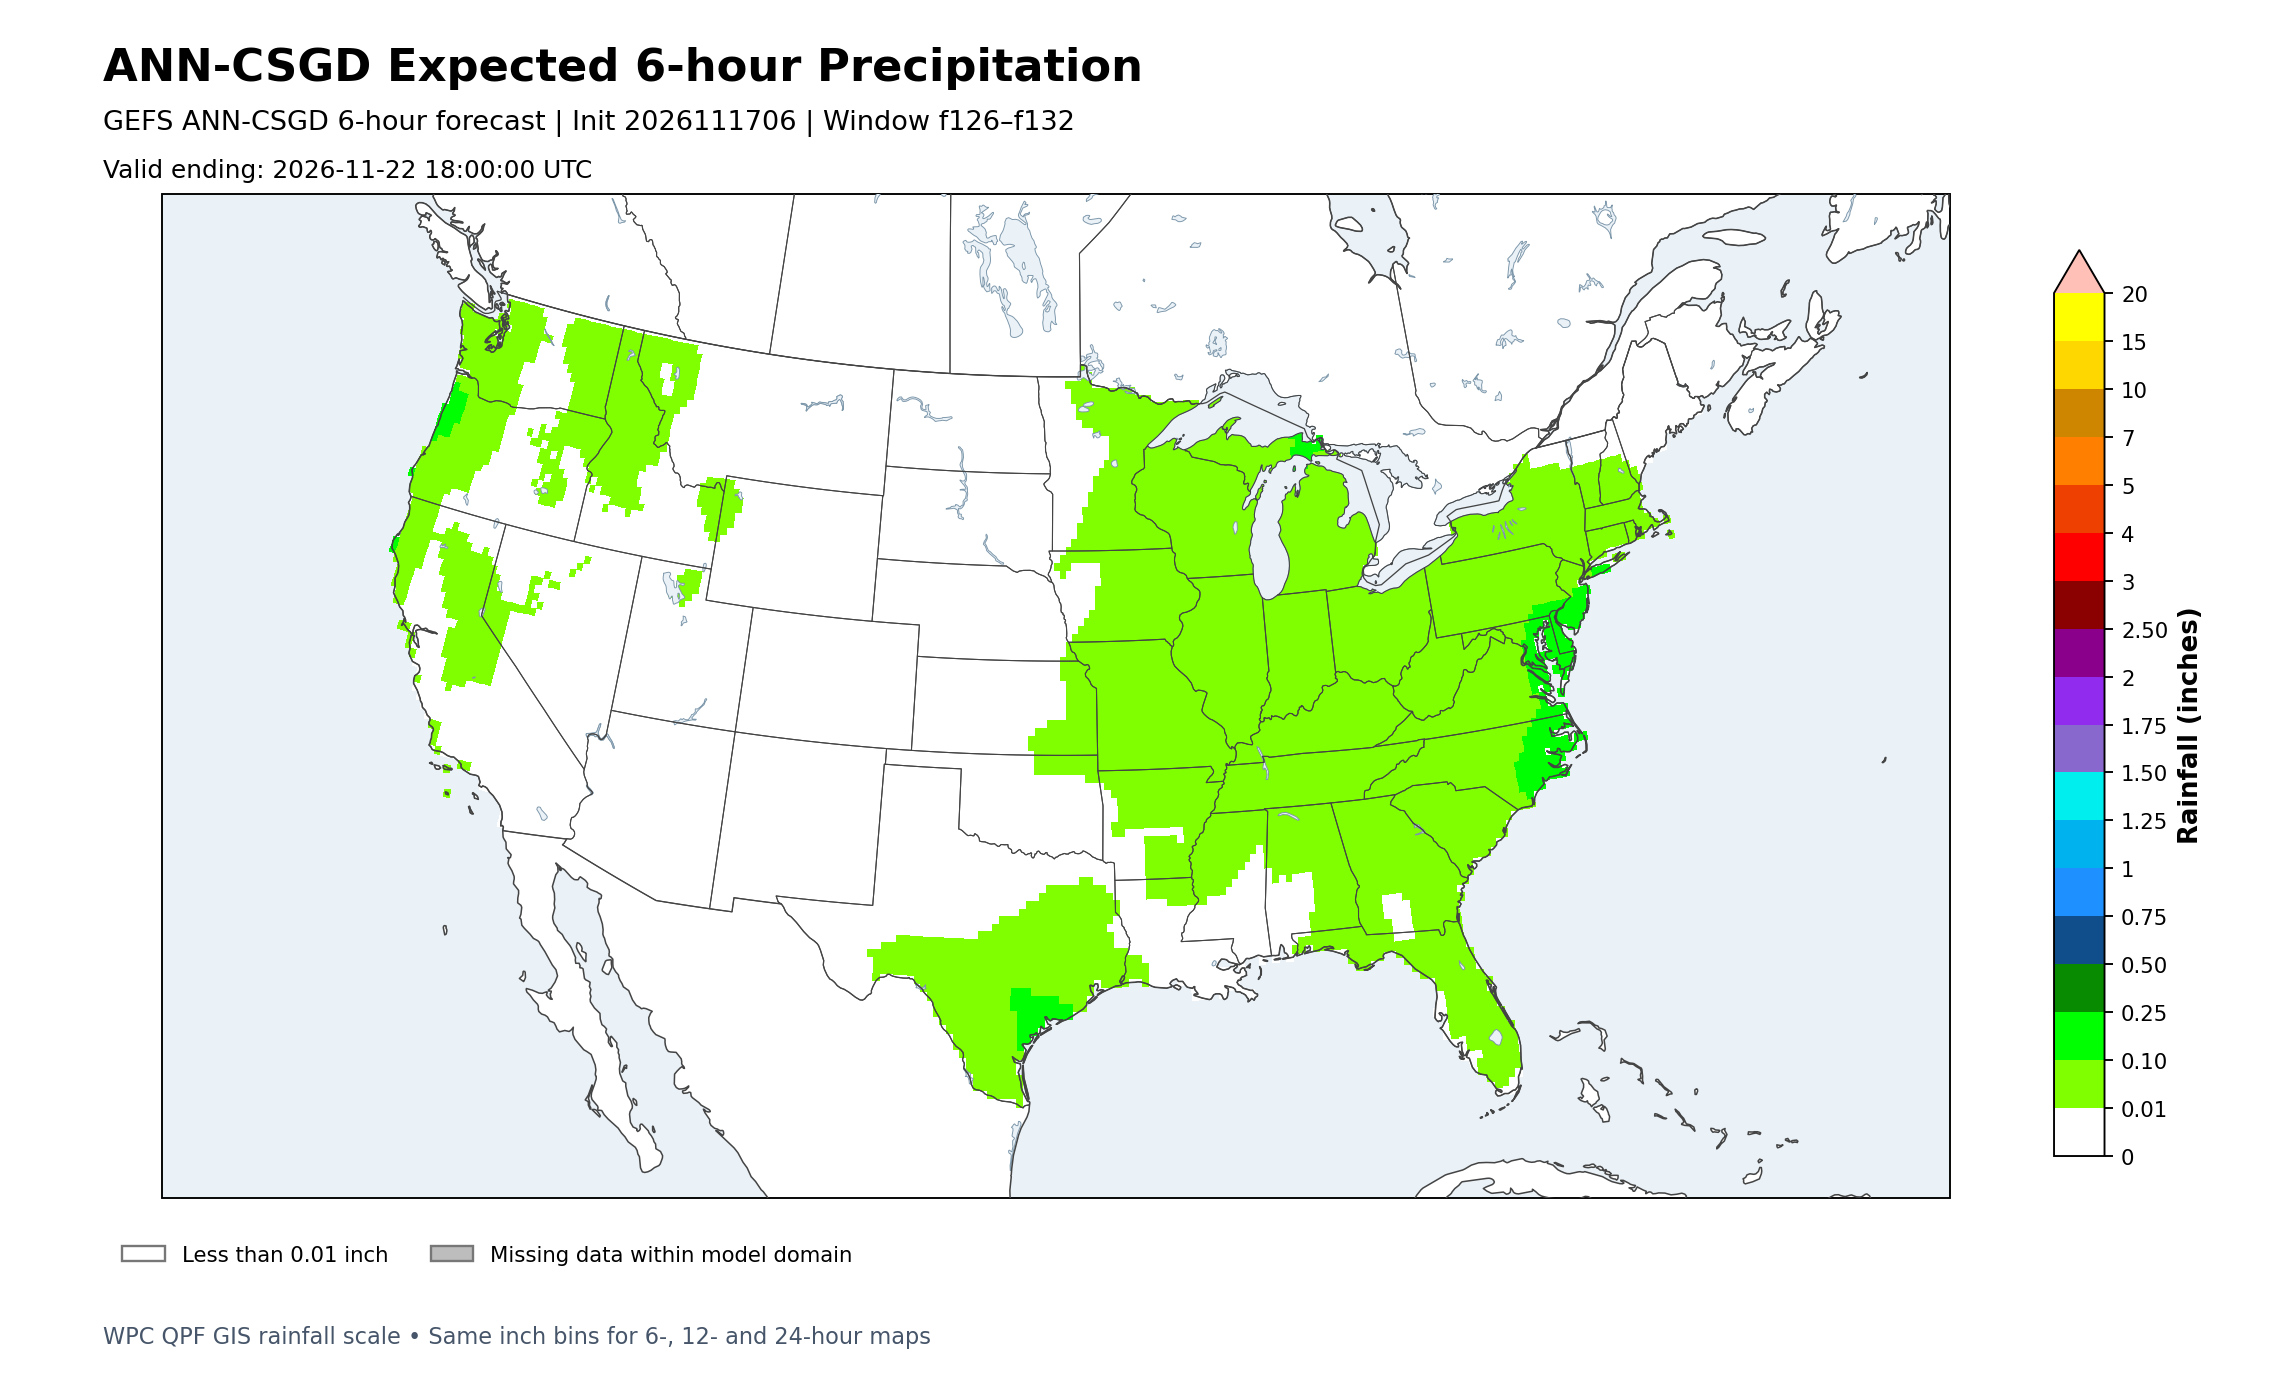 ANN-CSGD Expected 6-hour Precipitation
GEFS ANN-CSGD 6-hour forecast | Init 2026111706 | Window f126–f132
Valid ending: 2026-11-22 18:00:00 UTC
20
15
10
7
5
4
3
2.50
2
1.75
1.50
1.25
1
0.75
0.50
0.25
0.10
0.01
0
Rainfall (inches)
Less than 0.01 inch
Missing data within model domain
WPC QPF GIS rainfall scale • Same inch bins for 6-, 12- and 24-hour maps